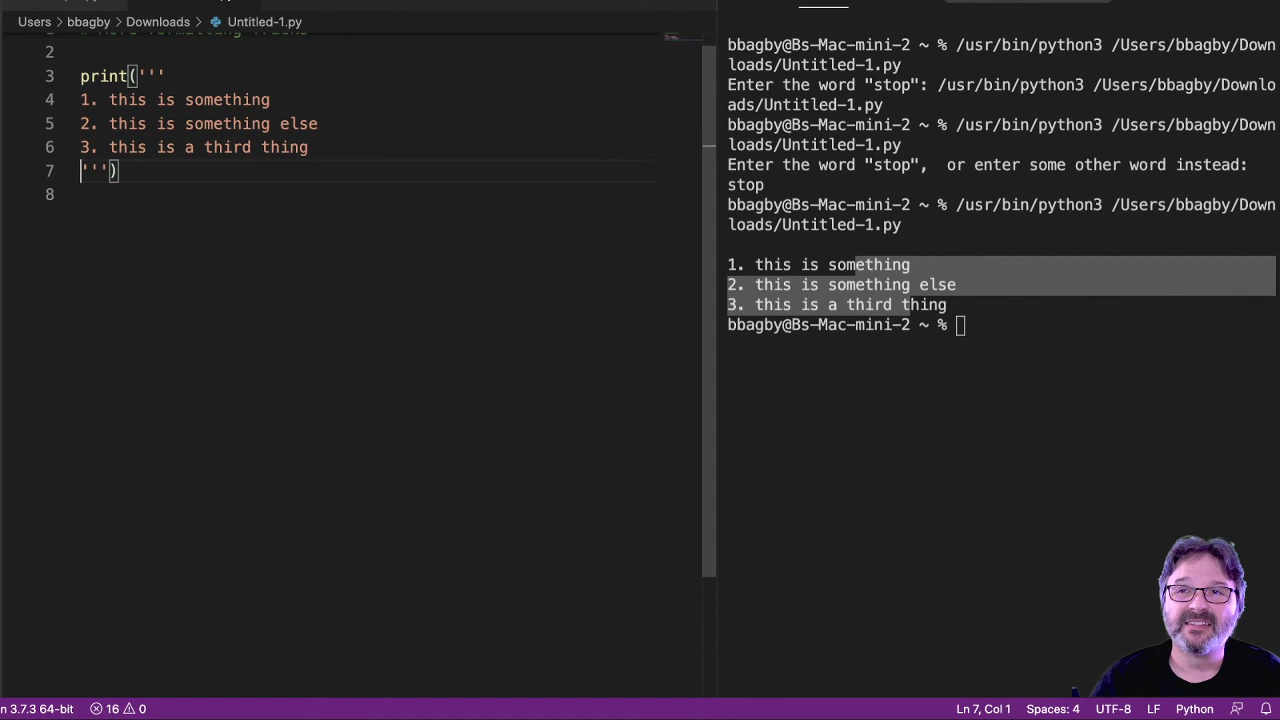 Users > bbagby > Downloads > Untitled-1.py
2
3 print('''
4 1. this is something
5 2. this is something else
6 3. this is a third thing
7 ''')
8
bbagby@Bs-Mac-mini-2 ~ % /usr/bin/python3 /Users/bbagby/Down
loads/Untitled-1.py
Enter the word "stop": /usr/bin/python3 /Users/bbagby/Downlo
ads/Untitled-1.py
bbagby@Bs-Mac-mini-2 ~ % /usr/bin/python3 /Users/bbagby/Down
loads/Untitled-1.py
Enter the word "stop",  or enter some other word instead:
stop
bbagby@Bs-Mac-mini-2 ~ % /usr/bin/python3 /Users/bbagby/Down
loads/Untitled-1.py
1. this is something
2. this is something else
3. this is a third thing
bbagby@Bs-Mac-mini-2 ~ %
n 3.7.3 64-bit 16 0 Ln 7, Col 1 Spaces: 4 UTF-8 LF Python